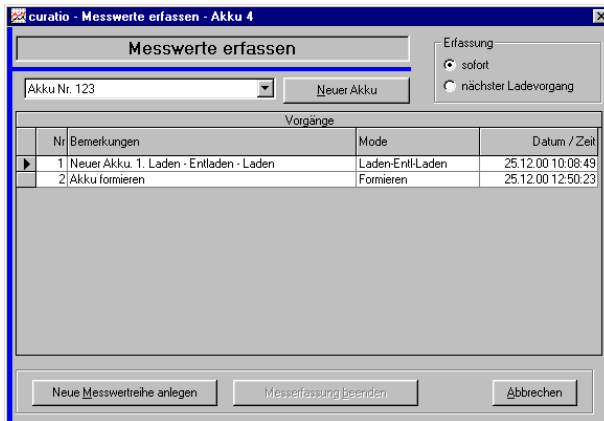 curatio - Messwerte erfassen - Akku 4
Messwerte erfassen
Erfassung
sofort
nächster Ladevorgang
Akku Nr. 123
Neuer Akku
Vorgänge
Nr Bemerkungen Mode Datum / Zeit
1 Neuer Akku. 1. Laden - Entladen - Laden Laden-Entl-Laden 25.12.00 10:08:49
2 Akku formieren Formieren 25.12.00 12:50:23
Neue Messwertreihe anlegen Messerfassung beenden Abbrechen